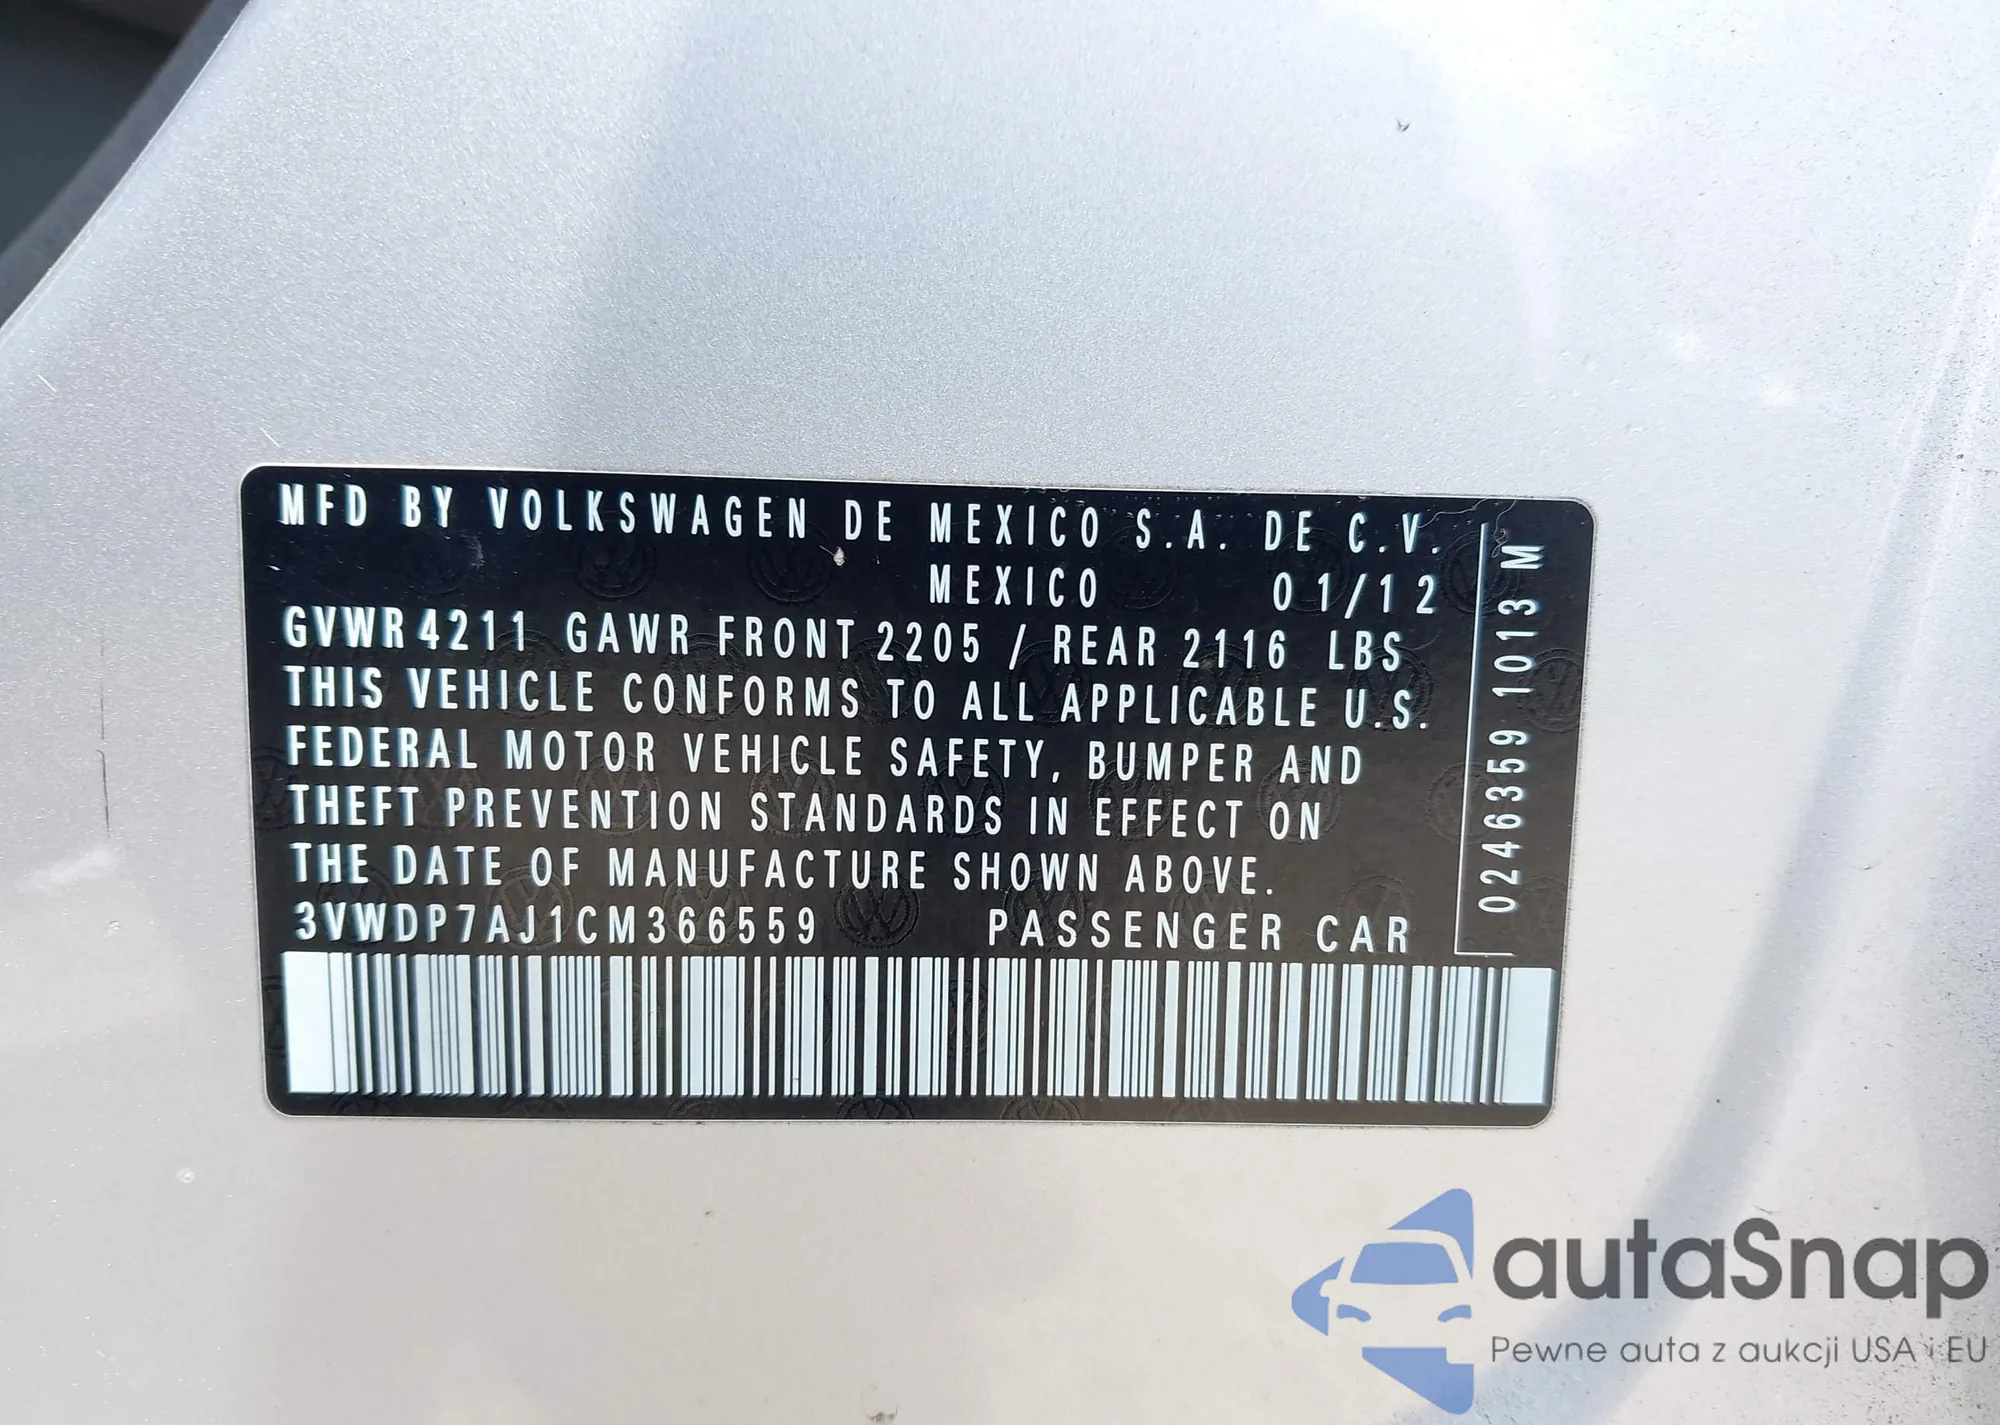 MFD BY VOLKSWAGEN DE MEXICO S.A. DE C.V.
MEXICO 01/12
GVWR 4211 GAWR FRONT 2205 / REAR 2116 LBS
THIS VEHICLE CONFORMS TO ALL APPLICABLE U.S.
FEDERAL MOTOR VEHICLE SAFETY, BUMPER AND
THEFT PREVENTION STANDARDS IN EFFECT ON
THE DATE OF MANUFACTURE SHOWN ABOVE.
3VWDP7AJ1CM366559 PASSENGER CAR
0246359 1013 M
autaSnap
Pewne auta z aukcji USA i EU